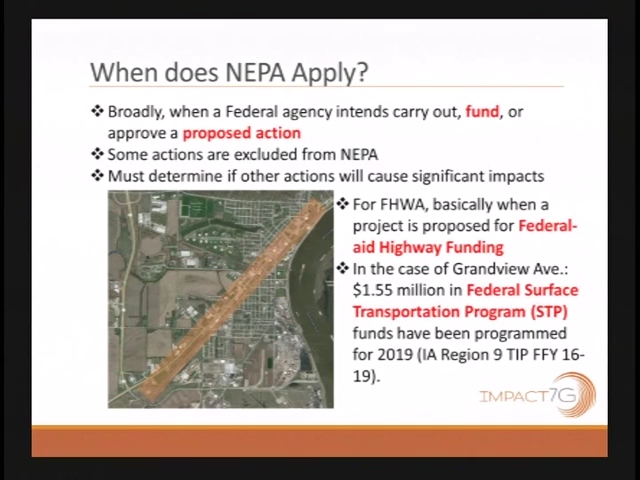 When does NEPA Apply?
❖ Broadly, when a Federal agency intends carry out, fund, or
approve a proposed action
❖ Some actions are excluded from NEPA
❖ Must determine if other actions will cause significant impacts
❖ For FHWA, basically when a
project is proposed for Federal-
aid Highway Funding
❖ In the case of Grandview Ave.:
$1.55 million in Federal Surface
Transportation Program (STP)
funds have been programmed
for 2019 (IA Region 9 TIP FFY 16-
19).
IMPACT7G